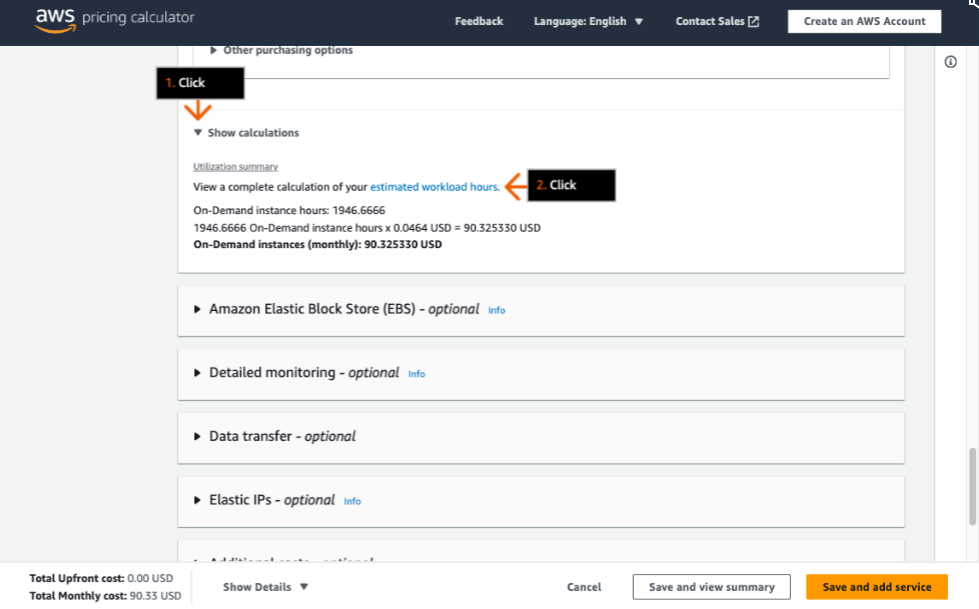 aws pricing calculator
Feedback
Language: English
Contact Sales
Create an AWS Account
Other purchasing options
1. Click
Show calculations
Utilization summary
View a complete calculation of your estimated workload hours.
2. Click
On-Demand instance hours: 1946.6666
1946.6666 On-Demand instance hours x 0.0464 USD = 90.325330 USD
On-Demand instances (monthly): 90.325330 USD
Amazon Elastic Block Store (EBS) - optional Info
Detailed monitoring - optional Info
Data transfer - optional
Elastic IPs - optional Info
Total Upfront cost: 0.00 USD
Total Monthly cost: 90.33 USD
Show Details
Cancel
Save and view summary
Save and add service